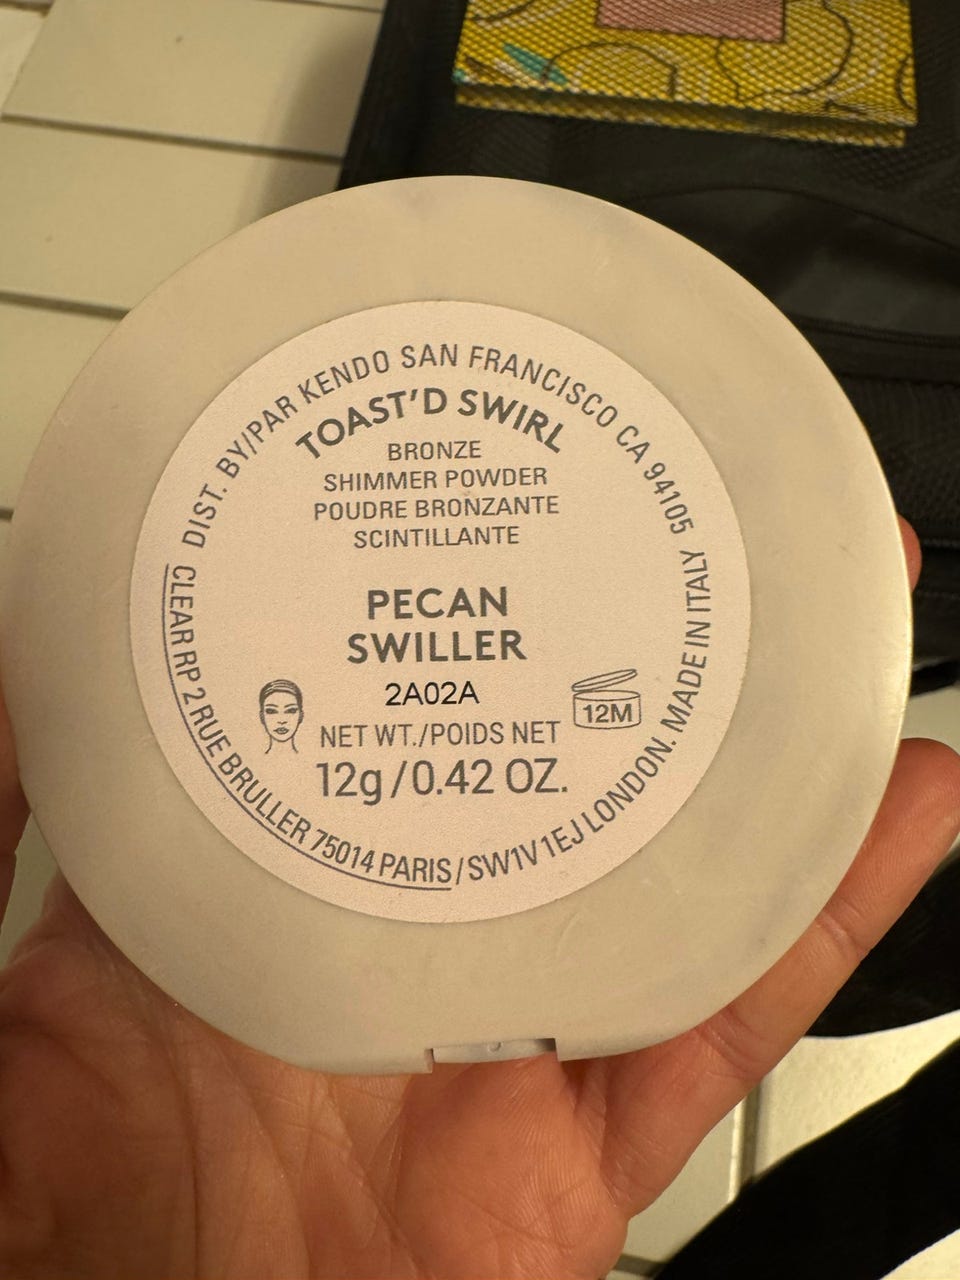 DIST. BY/PAR KENDO SAN FRANCISCO CA 94105
TOAST'D SWIRL
BRONZE
SHIMMER POWDER
POUDRE BRONZANTE
SCINTILLANTE
PECAN
SWILLER
2A02A
12M
NET WT./POIDS NET
12g/0.42 OZ.
CLEAR RP 2 RUE BRULLER 75014 PARIS/SW1V 1EJ LONDON. MADE IN ITALY